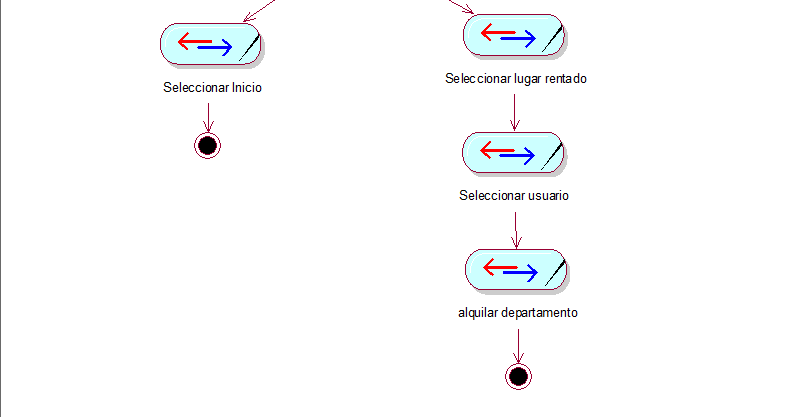 Seleccionar Inicio
Seleccionar lugar rentado
Seleccionar usuario
alquilar departamento